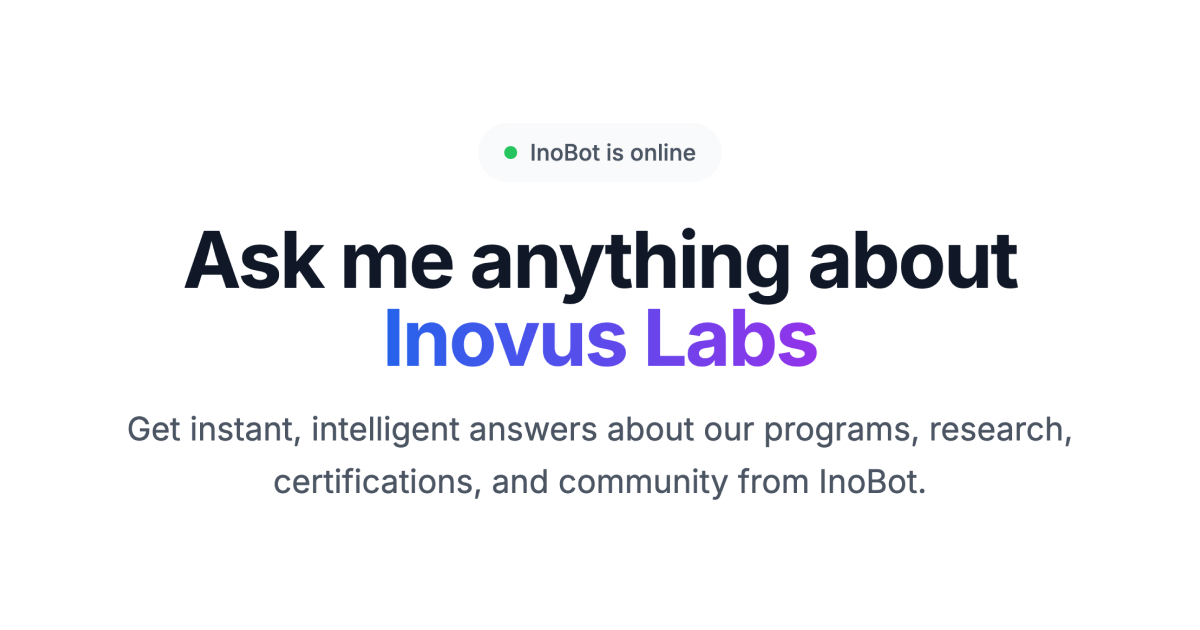 InoBot is online
Ask me anything about
Inovus Labs
Get instant, intelligent answers about our programs, research,
certifications, and community from InoBot.